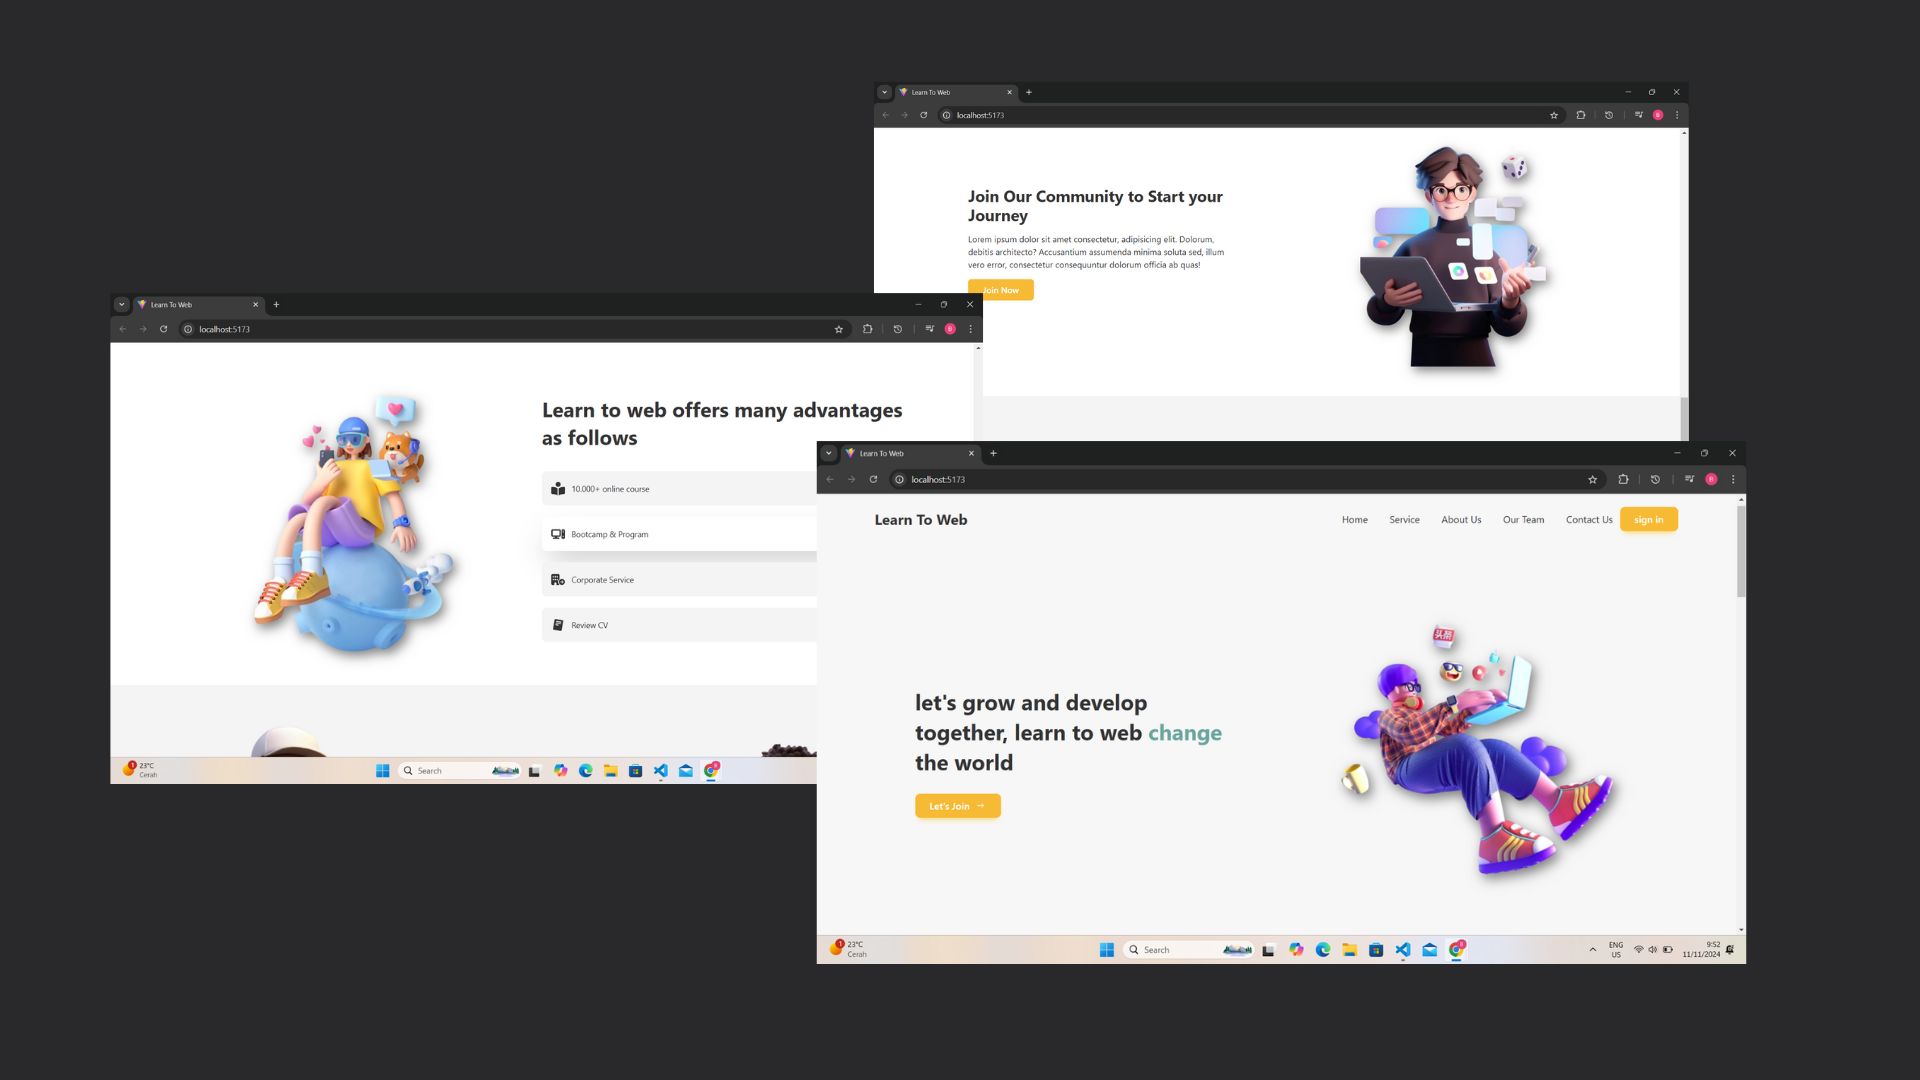 Learn To Web
localhost:5173
Join Our Community to Start your
Journey
Lorem ipsum dolor sit amet consectetur, adipisicing elit. Dolorum,
debitis architecto? Accusantium assumenda minima soluta sed, illum
vero error, consectetur consequuntur dolorum officia ab quas!
Join Now
Learn To Web
localhost:5173
Learn to web offers many advantages
as follows
10.000+ online course
Bootcamp & Program
Corporate Service
Review CV
1
23°C
Cerah
Search
Learn To Web
localhost:5173
Learn To Web
Home
Service
About Us
Our Team
Contact Us
sign in
头条
let's grow and develop
together, learn to web change
the world
Let's Join
1
23°C
Cerah
Search
ENG
US
9:52
11/11/2024